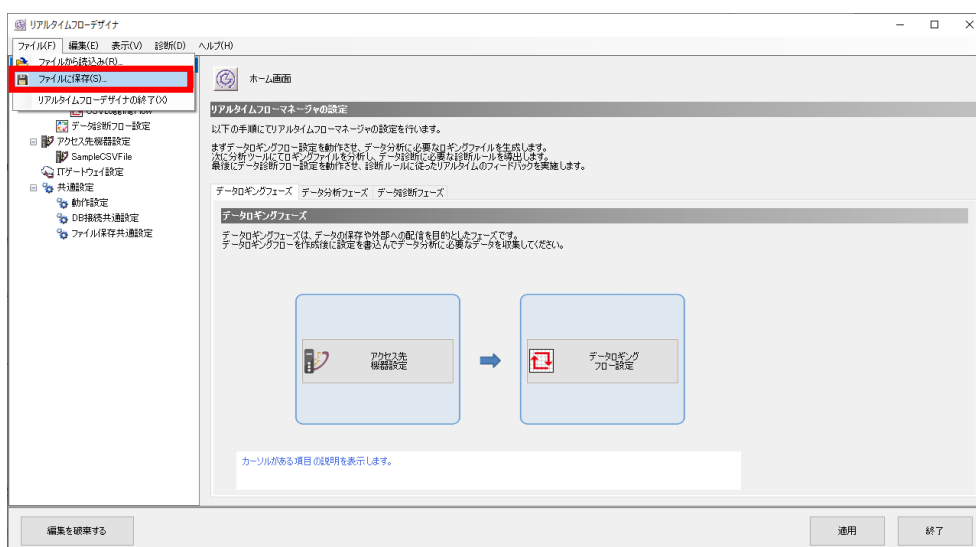 リアルタイムフローデザイナ
ファイル(F) 編集(E) 表示(V) 診断(D) ヘルプ(H)
ファイルから読込み(R)...
ファイルに保存(S)...
リアルタイムフローデザイナの終了(X)
CSVLoggingFlow
データ診断フロー設定
アクセス先機器設定
SampleCSVFile
ITゲートウェイ設定
共通設定
動作設定
DB接続共通設定
ファイル保存共通設定
ホーム画面
リアルタイムフローマネージャの設定
以下の手順にてリアルタイムフローマネージャの設定を行います。
まずデータロギングフロー設定を動作させ、データ分析に必要なロギングファイルを生成します。
次に分析ツールにてロギングファイルを分析し、データ診断に必要な診断ルールを導出します。
最後にデータ診断フロー設定を動作させ、診断ルールに従ったリアルタイムのフィードバックを実施します。
データロギングフェーズ データ分析フェーズ データ診断フェーズ
データロギングフェーズ
データロギングフェーズは、データの保存や外部への配信を目的としたフェーズです。
データロギングフローを作成後に設定を書込んでデータ分析に必要なデータを収集してください。
アクセス先
機器設定
データロギング
フロー設定
カーソルがある項目の説明を表示します。
編集を破棄する 適用 終了